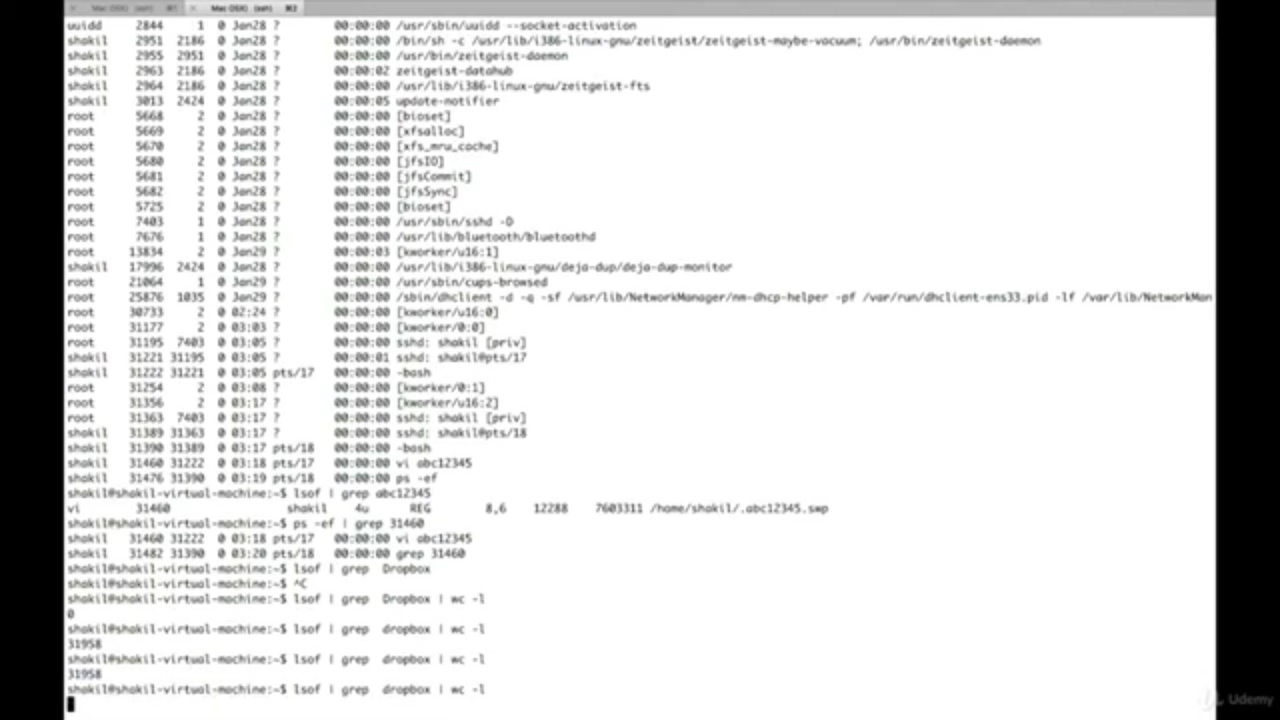 Mac OSX) (ssh) ⌘1 Mac OSX) (ssh) ⌘2
uuidd 2844 1 0 Jan28 ? 00:00:00 /usr/sbin/uuidd --socket-activation
shakil 2951 2186 0 Jan28 ? 00:00:00 /bin/sh -c /usr/lib/i386-linux-gnu/zeitgeist/zeitgeist-maybe-vacuum; /usr/bin/zeitgeist-daemon
shakil 2955 2951 0 Jan28 ? 00:00:00 /usr/bin/zeitgeist-daemon
shakil 2963 2186 0 Jan28 ? 00:00:02 zeitgeist-datahub
shakil 2964 2186 0 Jan28 ? 00:00:00 /usr/lib/i386-linux-gnu/zeitgeist-fts
shakil 3013 2424 0 Jan28 ? 00:00:05 update-notifier
root 5668 2 0 Jan28 ? 00:00:00 [bioset]
root 5669 2 0 Jan28 ? 00:00:00 [xfsalloc]
root 5670 2 0 Jan28 ? 00:00:00 [xfs_mru_cache]
root 5680 2 0 Jan28 ? 00:00:00 [jfsIO]
root 5681 2 0 Jan28 ? 00:00:00 [jfsCommit]
root 5682 2 0 Jan28 ? 00:00:00 [jfsSync]
root 5725 2 0 Jan28 ? 00:00:00 [bioset]
root 7403 1 0 Jan28 ? 00:00:00 /usr/sbin/sshd -D
root 7676 1 0 Jan28 ? 00:00:00 /usr/lib/bluetooth/bluetoothd
root 13834 2 0 Jan29 ? 00:00:03 [kworker/u16:1]
shakil 17996 2424 0 Jan28 ? 00:00:00 /usr/lib/i386-linux-gnu/deja-dup/deja-dup-monitor
root 21064 1 0 Jan29 ? 00:00:00 /usr/sbin/cups-browsed
root 25876 1035 0 Jan29 ? 00:00:00 /sbin/dhclient -d -q -sf /usr/lib/NetworkManager/nm-dhcp-helper -pf /var/run/dhclient-ens33.pid -lf /var/lib/NetworkMan
root 30733 2 0 02:24 ? 00:00:00 [kworker/u16:0]
root 31177 2 0 03:03 ? 00:00:00 [kworker/0:0]
root 31195 7403 0 03:05 ? 00:00:00 sshd: shakil [priv]
shakil 31221 31195 0 03:05 ? 00:00:01 sshd: shakil@pts/17
shakil 31222 31221 0 03:05 pts/17 00:00:00 -bash
root 31254 2 0 03:08 ? 00:00:00 [kworker/0:1]
root 31356 2 0 03:17 ? 00:00:00 [kworker/u16:2]
root 31363 7403 0 03:17 ? 00:00:00 sshd: shakil [priv]
shakil 31389 31363 0 03:17 ? 00:00:00 sshd: shakil@pts/18
shakil 31390 31389 0 03:17 pts/18 00:00:00 -bash
shakil 31460 31222 0 03:18 pts/17 00:00:00 vi abc12345
shakil 31476 31390 0 03:19 pts/18 00:00:00 ps -ef
shakil@shakil-virtual-machine:~$ lsof | grep abc12345
vi 31460 shakil 4u REG 8,6 12288 7603311 /home/shakil/.abc12345.swp
shakil@shakil-virtual-machine:~$ ps -ef | grep 31460
shakil 31460 31222 0 03:18 pts/17 00:00:00 vi abc12345
shakil 31482 31390 0 03:20 pts/18 00:00:00 grep 31460
shakil@shakil-virtual-machine:~$ lsof | grep Dropbox
shakil@shakil-virtual-machine:~$ ^C
shakil@shakil-virtual-machine:~$ lsof | grep Dropbox | wc -l
0
shakil@shakil-virtual-machine:~$ lsof | grep dropbox | wc -l
31958
shakil@shakil-virtual-machine:~$ lsof | grep dropbox | wc -l
31958
shakil@shakil-virtual-machine:~$ lsof | grep dropbox | wc -l
Udemy